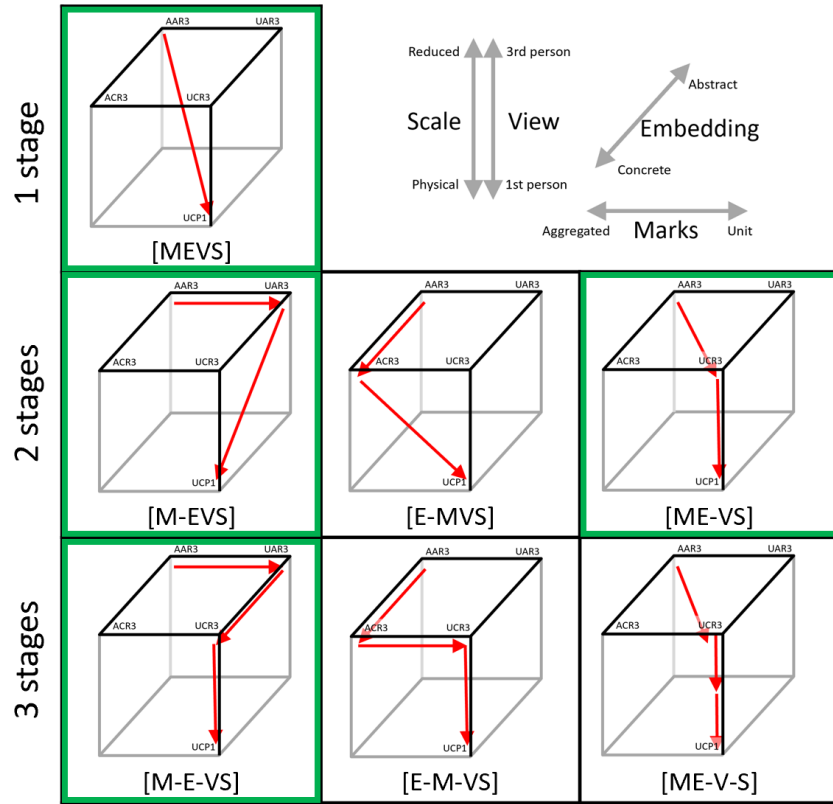 1 stage
AAR3 UAR3
ACR3 UCR3
UCP1
[MEVS]
Reduced 3rd person
Abstract
Scale View Embedding
Concrete
Physical 1st person
Aggregated Marks Unit
2 stages
AAR3 UAR3
ACR3 UCR3
UCP1
[M-EVS]
AAR3 UAR3
ACR3 UCR3
UCP1
[E-MVS]
AAR3 UAR3
ACR3 UCR3
UCP1
[ME-VS]
3 stages
AAR3 UAR3
ACR3 UCR3
UCP1
[M-E-VS]
AAR3 UAR3
ACR3 UCR3
UCP1
[E-M-VS]
AAR3 UAR3
ACR3 UCR3
UCP1
[ME-V-S]